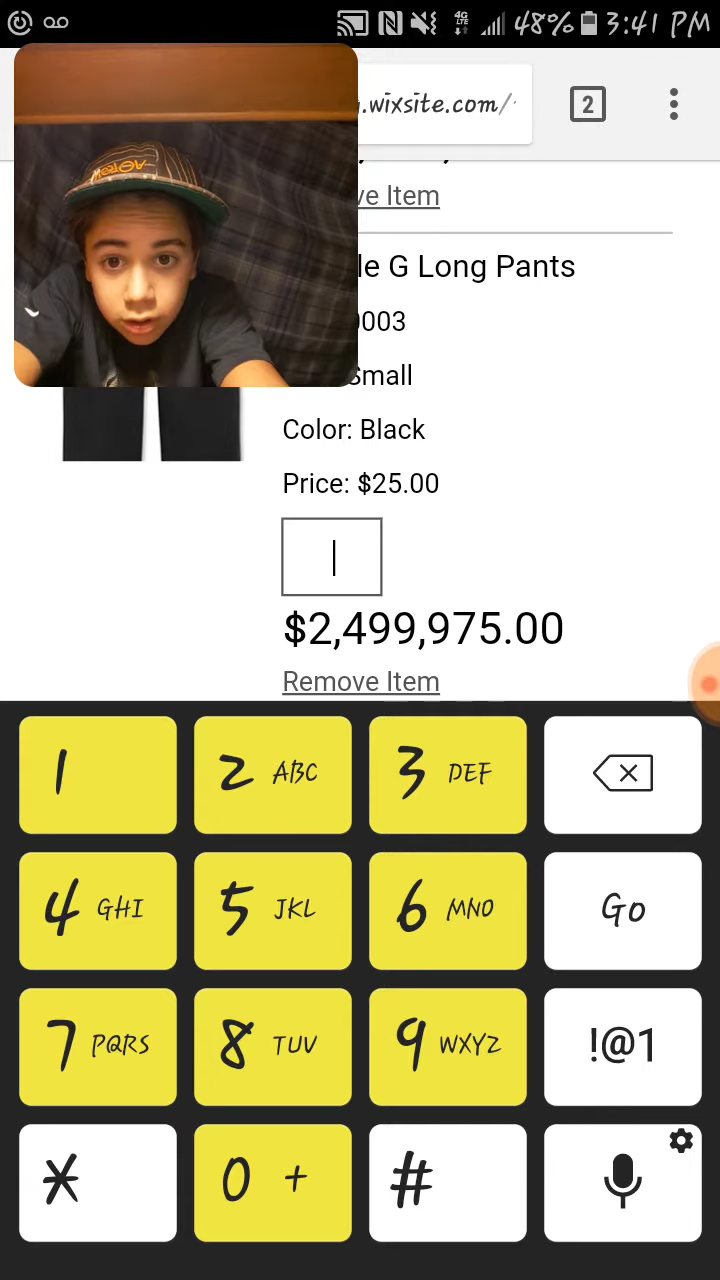 48% 3:41 PM
.wixsite.com/
2
ve Item
le G Long Pants
0003
Small
Color: Black
Price: $25.00
$2,499,975.00
Remove Item
1
2 ABC
3 DEF
4 GHI
5 JKL
6 MNO
Go
7 PQRS
8 TUV
9 WXYZ
!@1
*
0 +
#